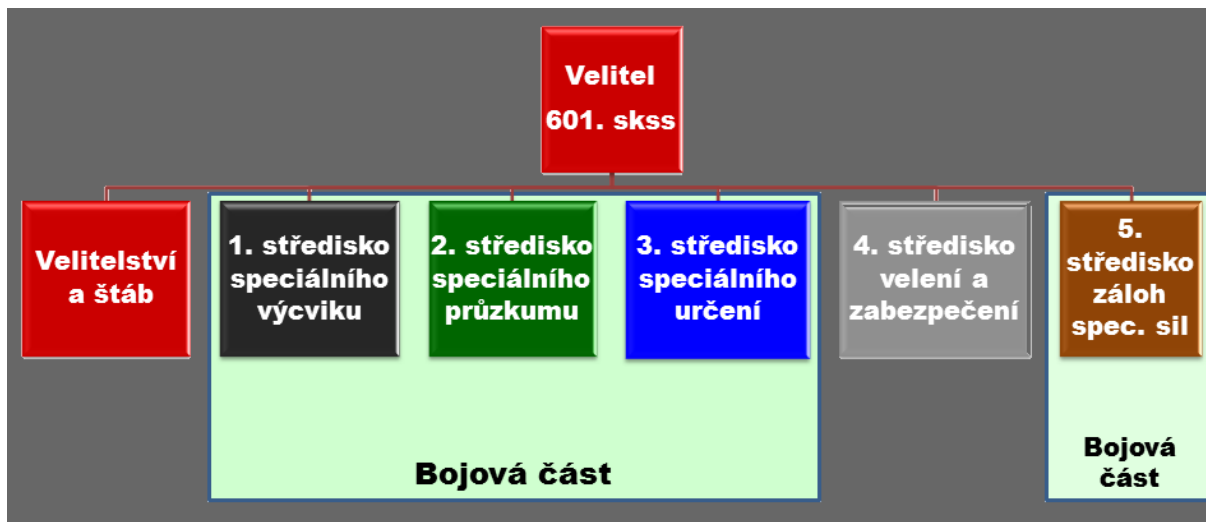 Velitel
601. skss
Velitelství
a štáb
1. středisko
speciálního
výcviku
2. středisko
speciálního
průzkumu
3. středisko
speciálního
určení
4. středisko
velení a
zabezpečení
5.
středisko
záloh
spec. sil
Bojová část
Bojová
část